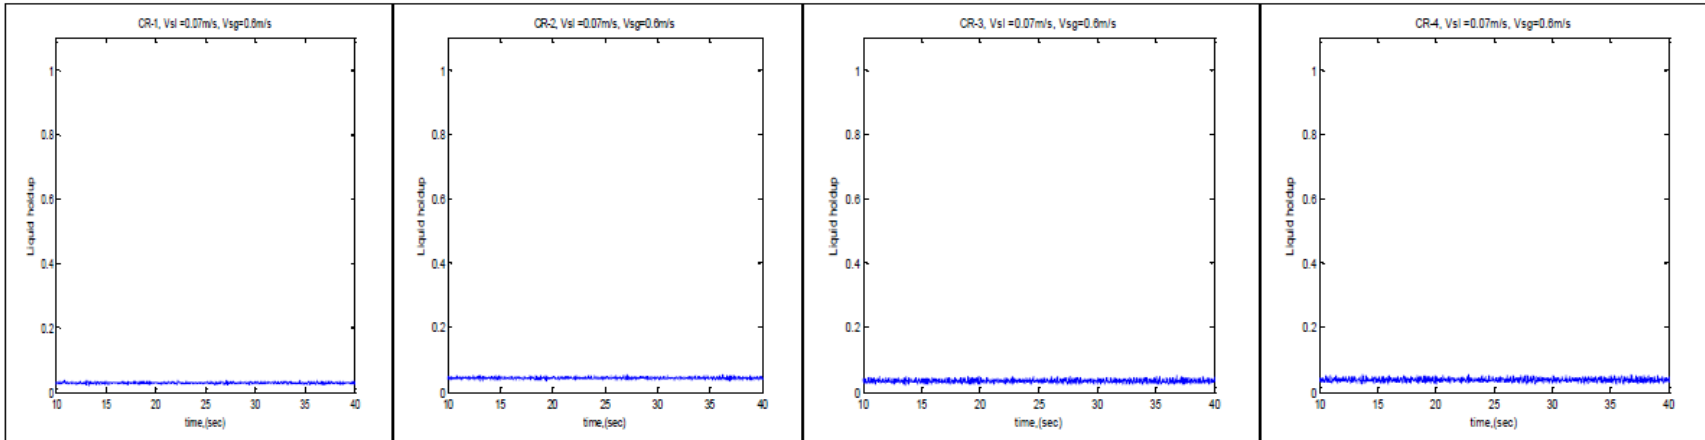 CR-1, Vsl =0.07m/s, Vsg=0.6m/s
1
0.8
0.6
0.4
0.2
0
Liquid holdup
10 15 20 25 30 35 40
time,(sec)
CR-2, Vsl =0.07m/s, Vsg=0.6m/s
1
0.8
0.6
0.4
0.2
0
Liquid holdup
10 15 20 25 30 35 40
time,(sec)
CR-3, Vsl =0.07m/s, Vsg=0.6m/s
1
0.8
0.6
0.4
0.2
0
Liquid holdup
10 15 20 25 30 35 40
time,(sec)
CR-4, Vsl =0.07m/s, Vsg=0.6m/s
1
0.8
0.6
0.4
0.2
0
Liquid holdup
10 15 20 25 30 35 40
time,(sec)